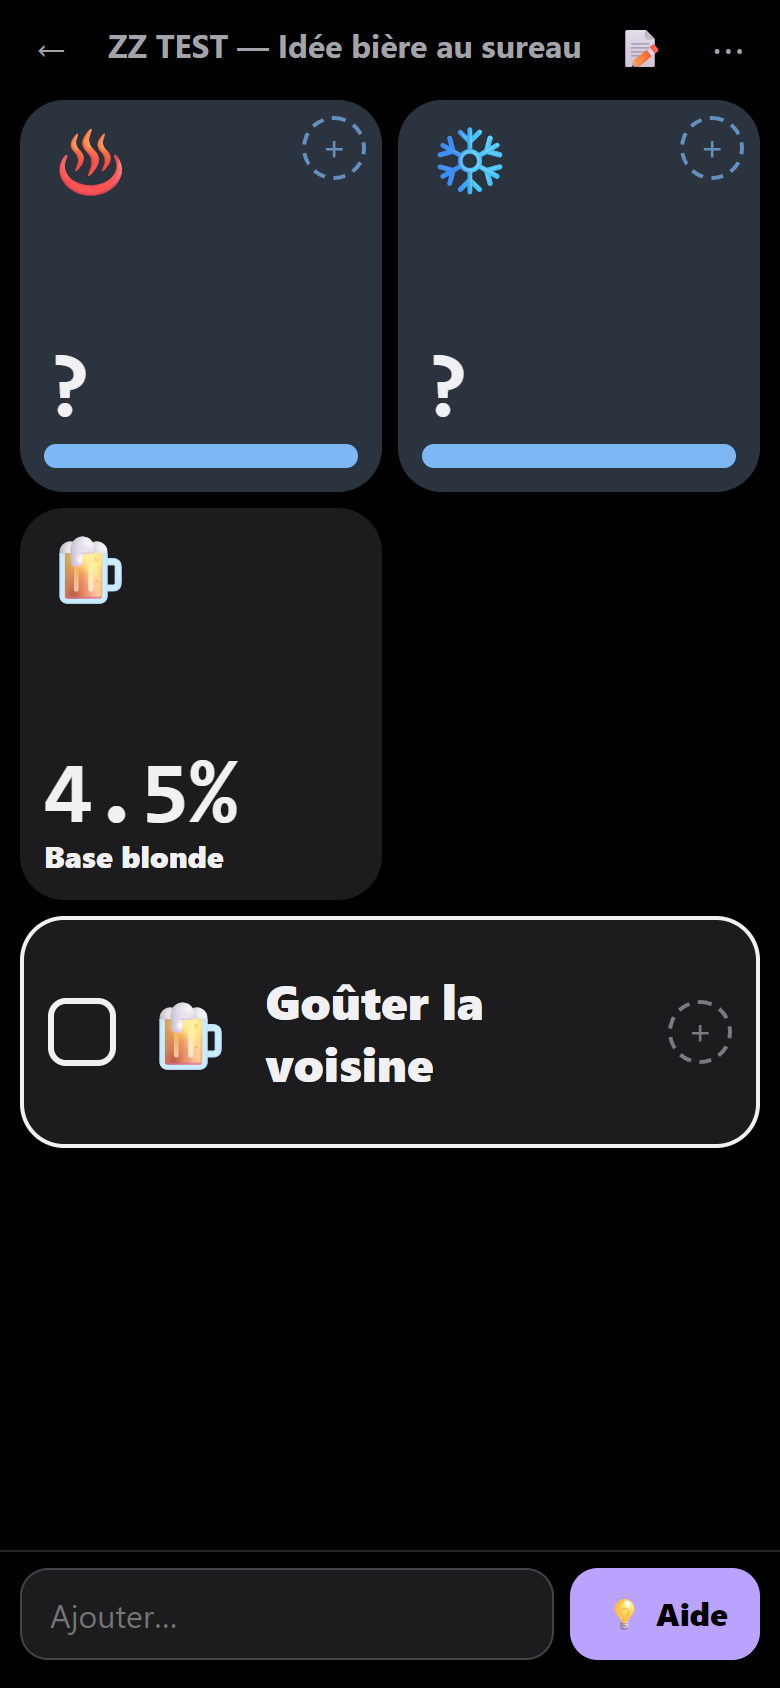 ← ZZ TEST — Idée bière au sureau ...
+ +
? ?
4.5%
Base blonde
Goûter la
voisine
+
Ajouter...
Aide